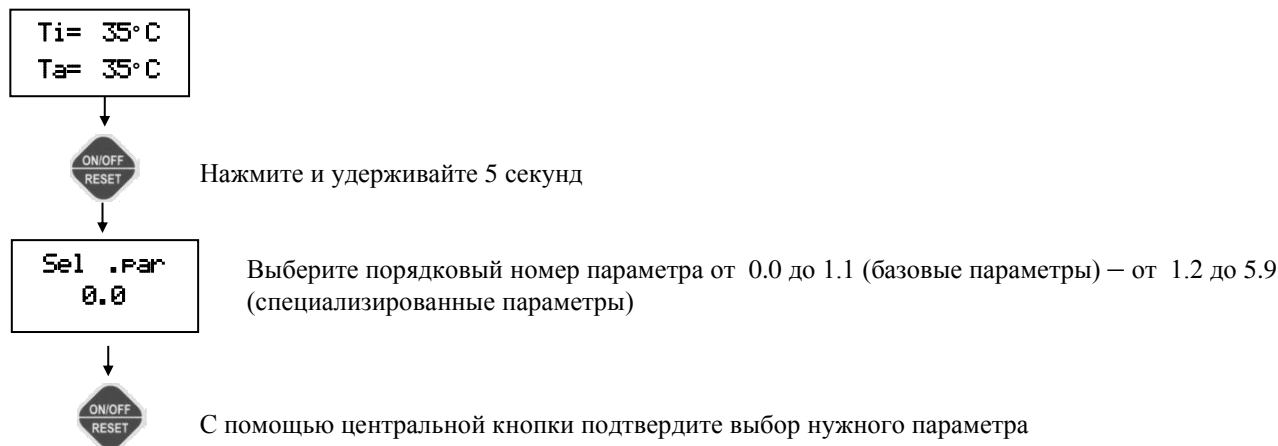 Ti= 35°C
Ta= 35°C
ON/OFF
RESET
Нажмите и удерживайте 5 секунд
Sel .par
0.0
Выберите порядковый номер параметра от 0.0 до 1.1 (базовые параметры) – от 1.2 до 5.9
(специализированные параметры)
ON/OFF
RESET
С помощью центральной кнопки подтвердите выбор нужного параметра